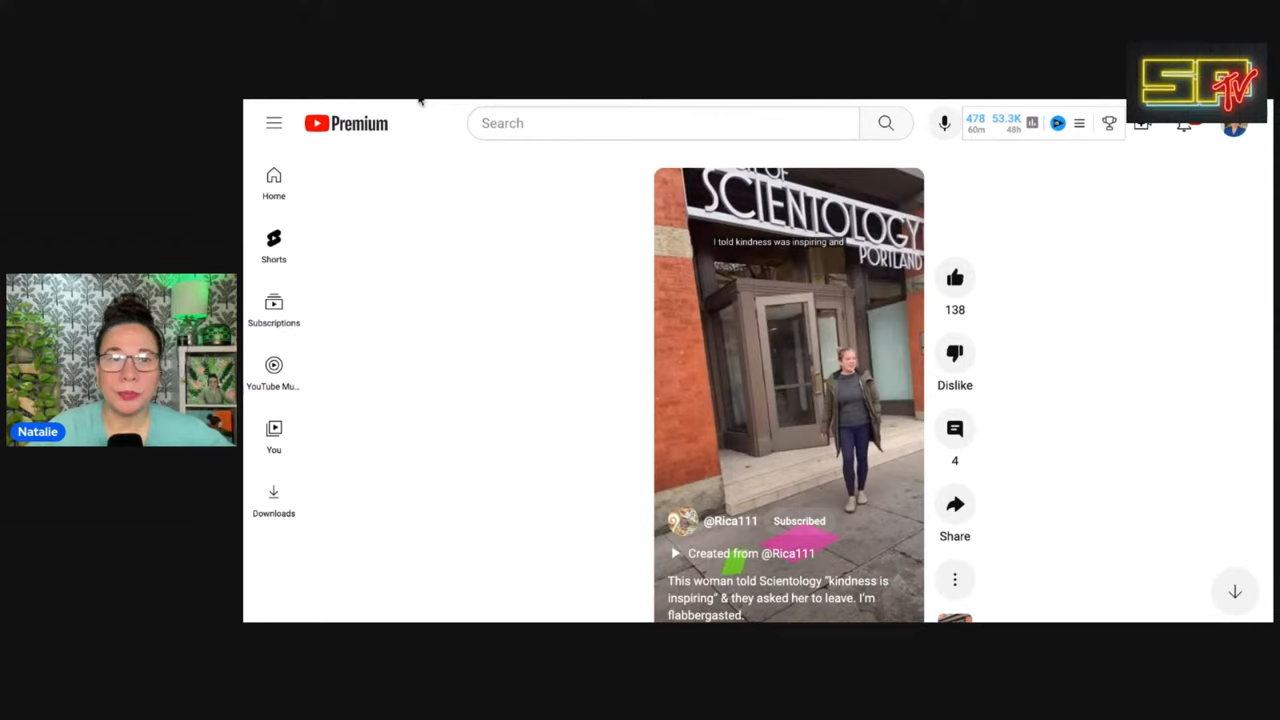 SPTV
Premium
Search
478
60m
53.3K
48h
Home
Shorts
Subscriptions
YouTube Mu...
You
Downloads
SCIENTOLOGY
PORTLAND
I told kindness was inspiring and
@Rica111 Subscribed
Created from @Rica111
This woman told Scientology "kindness is
inspiring" & they asked her to leave. I'm
flabbergasted.
138
Dislike
4
Share
Natalie